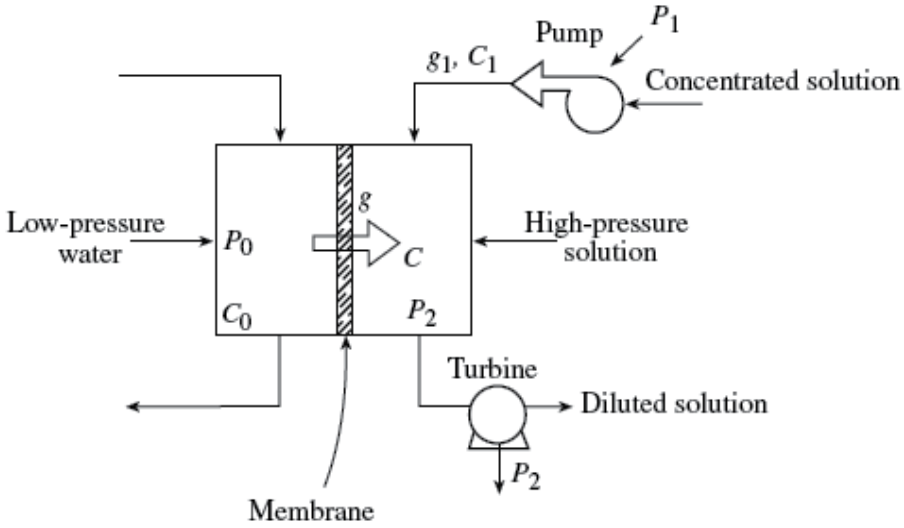 P1
Pump
g1, C1
Concentrated solution
g
Low-pressure
water
P0
C
High-pressure
solution
C0
P2
Turbine
Diluted solution
P2
Membrane